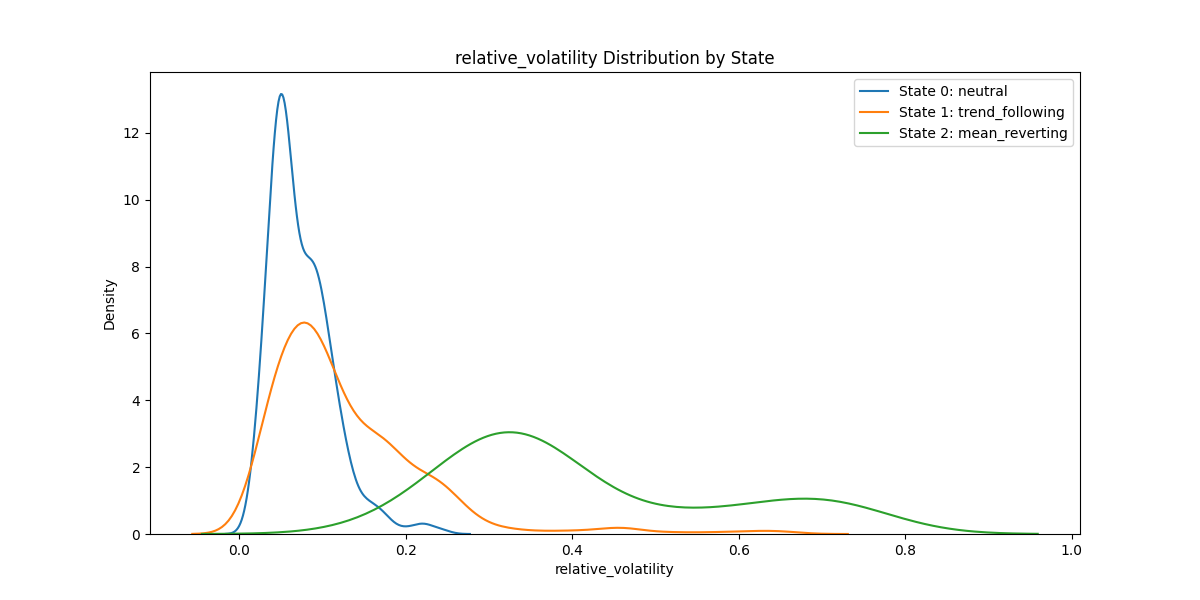 relative_volatility Distribution by State
State 0: neutral
State 1: trend_following
State 2: mean_reverting
Density
12
10
8
6
4
2
0
0.0 0.2 0.4 0.6 0.8 1.0
relative_volatility